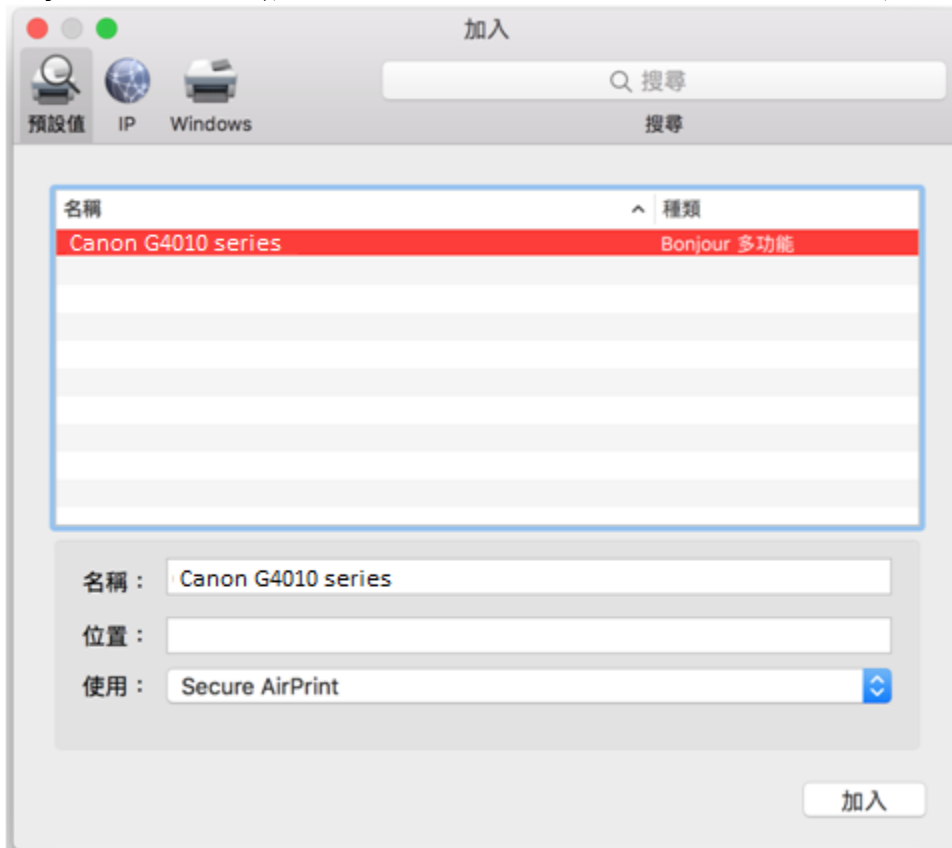 加入
搜尋
預設值 IP Windows 搜尋
名稱 種類
Canon G4010 series Bonjour 多功能
名稱： Canon G4010 series
位置：
使用： Secure AirPrint
加入